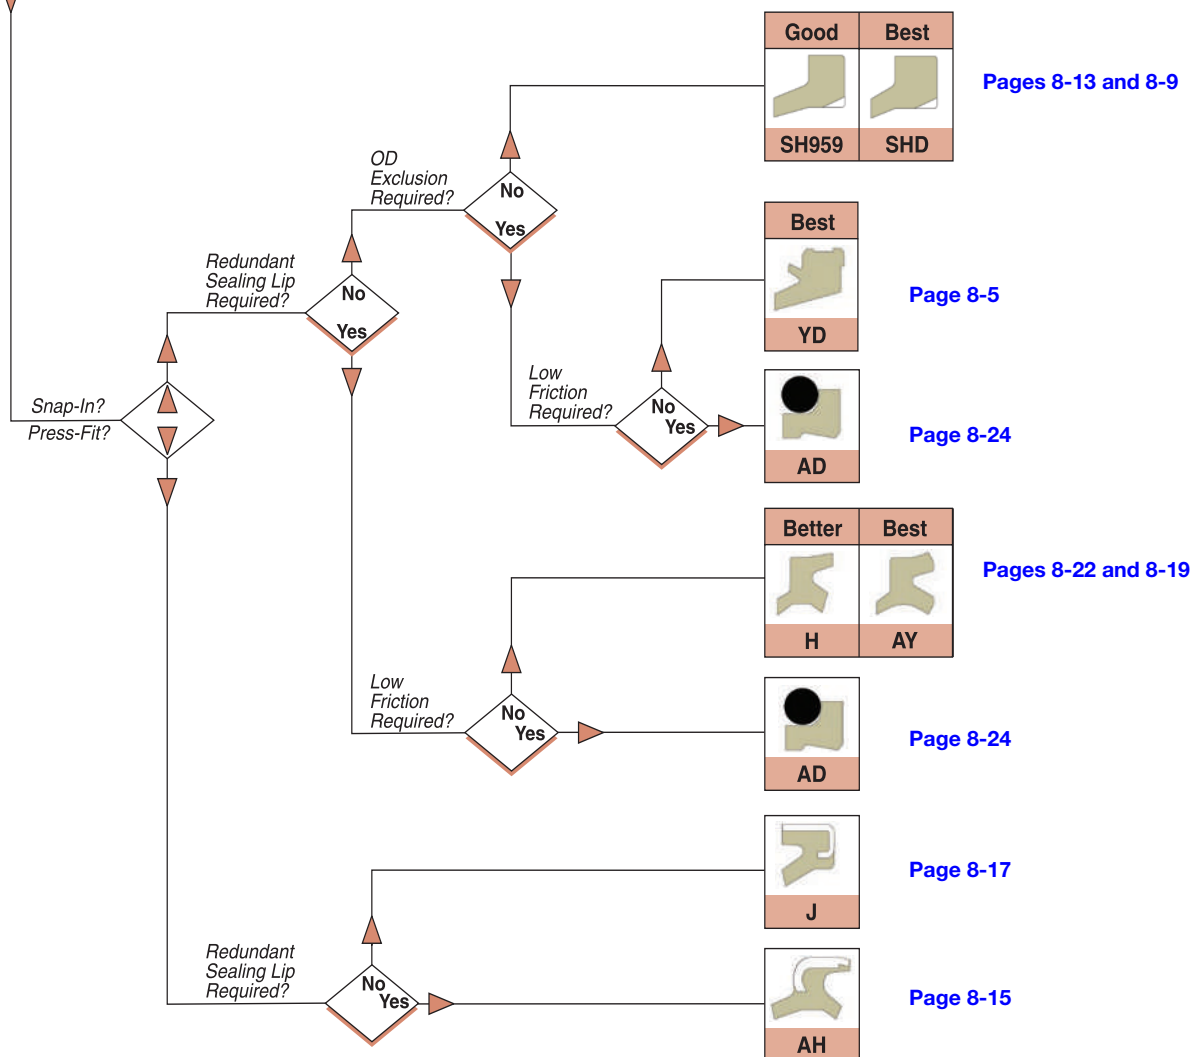 Good Best
SH959 SHD
Pages 8-13 and 8-9
OD
Exclusion
Required?
No
Yes
Best
YD
Page 8-5
Redundant
Sealing Lip
Required?
No
Yes
Low
Friction
Required?
No
Yes
AD
Page 8-24
Snap-In?
Press-Fit?
Better Best
H AY
Pages 8-22 and 8-19
Low
Friction
Required?
No
Yes
AD
Page 8-24
J
Page 8-17
Redundant
Sealing Lip
Required?
No
Yes
AH
Page 8-15